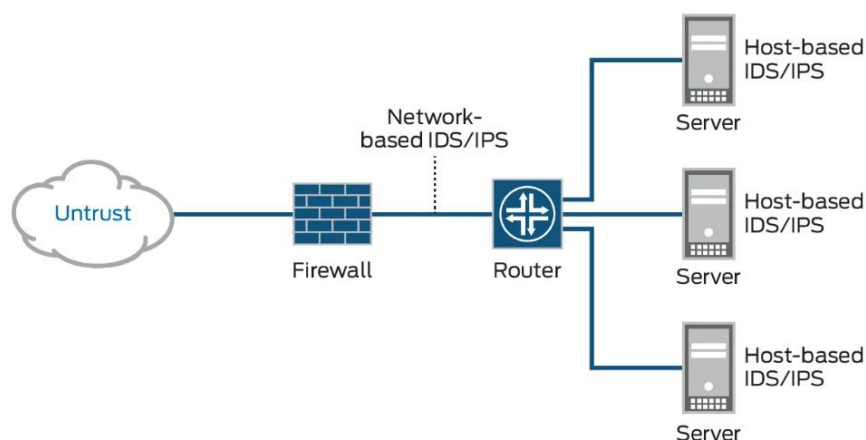 Host-based
IDS/IPS
Server
Network-
based IDS/IPS
Untrust
Firewall
Router
Host-based
IDS/IPS
Server
Host-based
IDS/IPS
Server